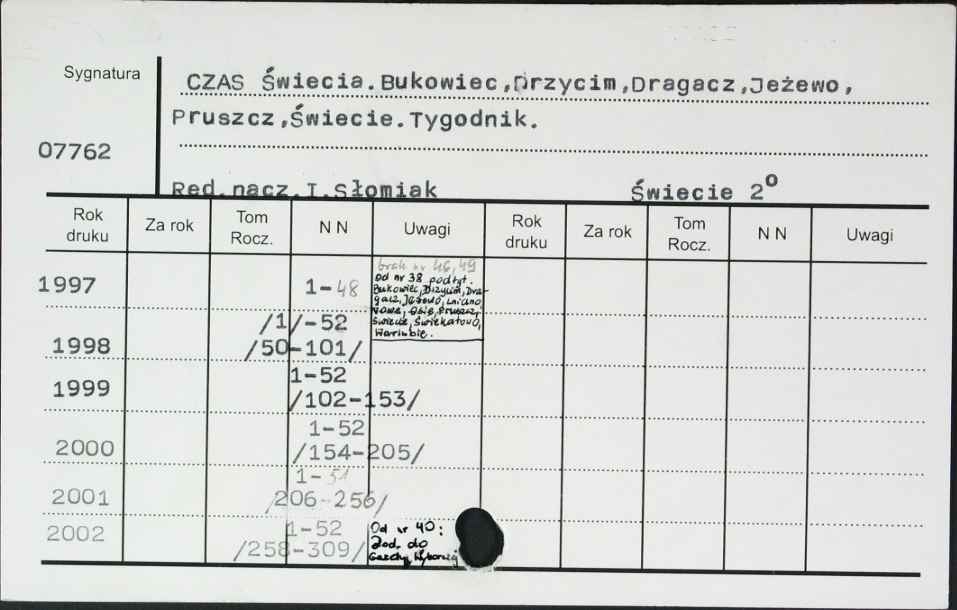 Sygnatura
CZAS Świecia.Bukowiec,Drzycim,Dragacz,Jeżewo,
Pruszcz,Świecie.Tygodnik.
07762
Red.nacz.I.Słomiak Świecie 2°
Rok druku Za rok Tom Rocz. N N Uwagi Rok druku Za rok Tom Rocz. N N Uwagi
brak nr 46,49
od nr 38 podtyt.
Bukowiec, Drzycim, Dra-
gacz, Jeżewo, Lniano
Nowe, Osie, Pruszcz,
Świecie, Świekatowo,
Warlubie.
1997 1-48
/1/-52
1998 /50-101/
1999 1-52
/102-153/
1-52
2000 /154-205/
1-51
2001 /206-256/
2002 1-52
/258-309/
Od nr 40:
Dod. do
Gazety Wyborczej